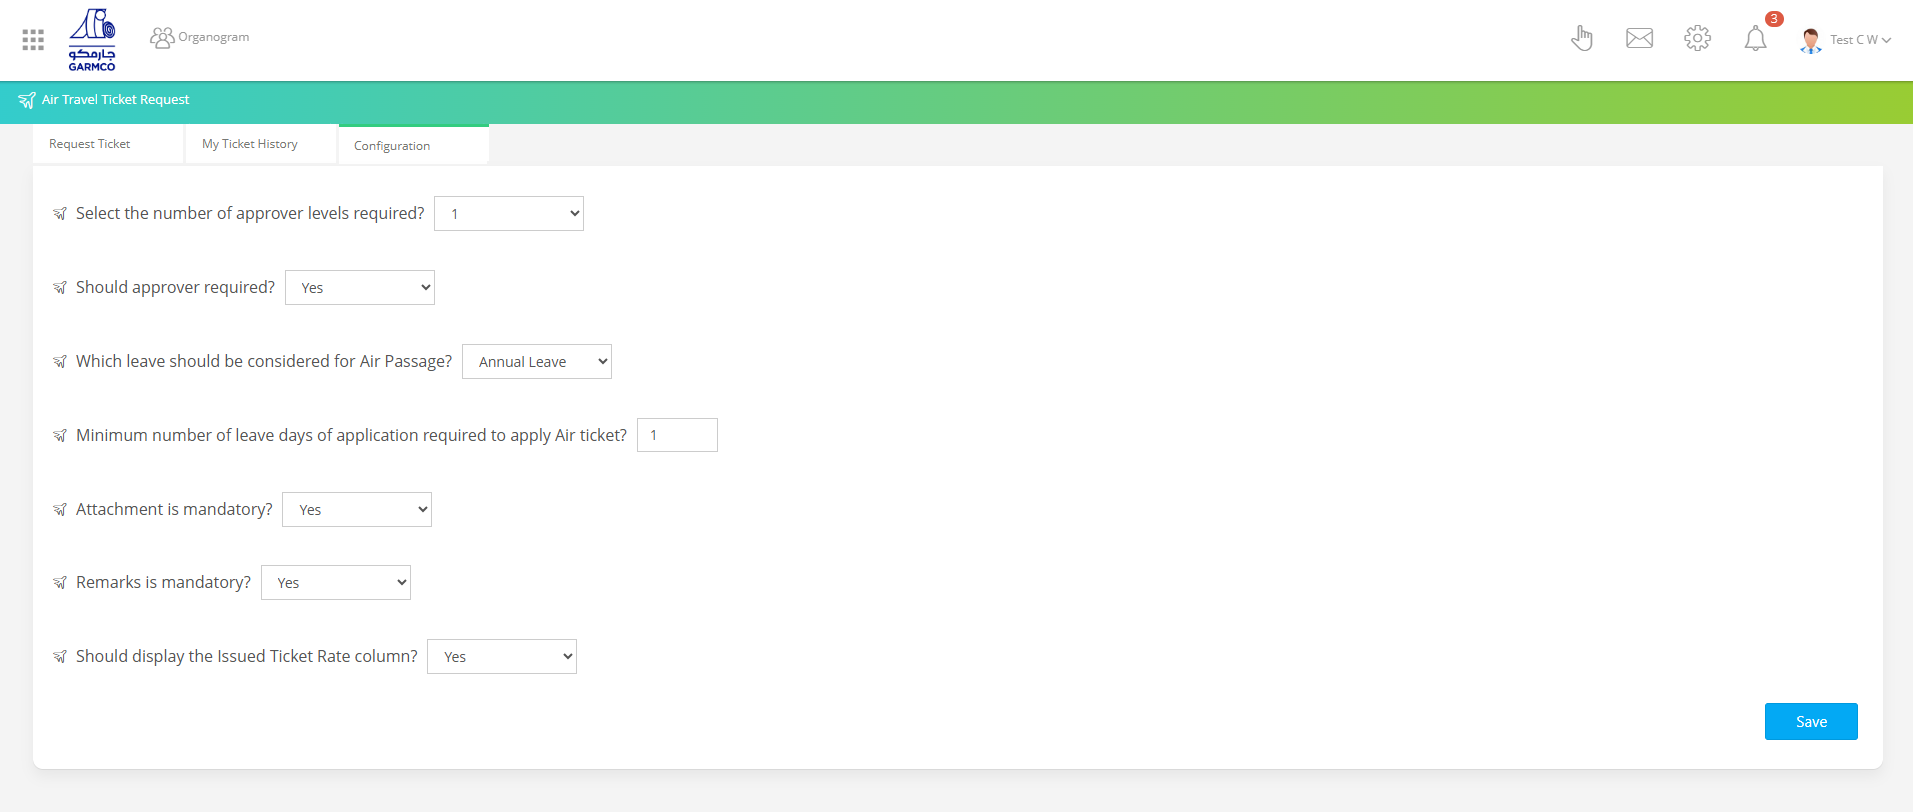 جارمكو
GARMCO
Organogram
3
Test C W
Air Travel Ticket Request
Request Ticket
My Ticket History
Configuration
Select the number of approver levels required? 1
Should approver required? Yes
Which leave should be considered for Air Passage? Annual Leave
Minimum number of leave days of application required to apply Air ticket? 1
Attachment is mandatory? Yes
Remarks is mandatory? Yes
Should display the Issued Ticket Rate column? Yes
Save